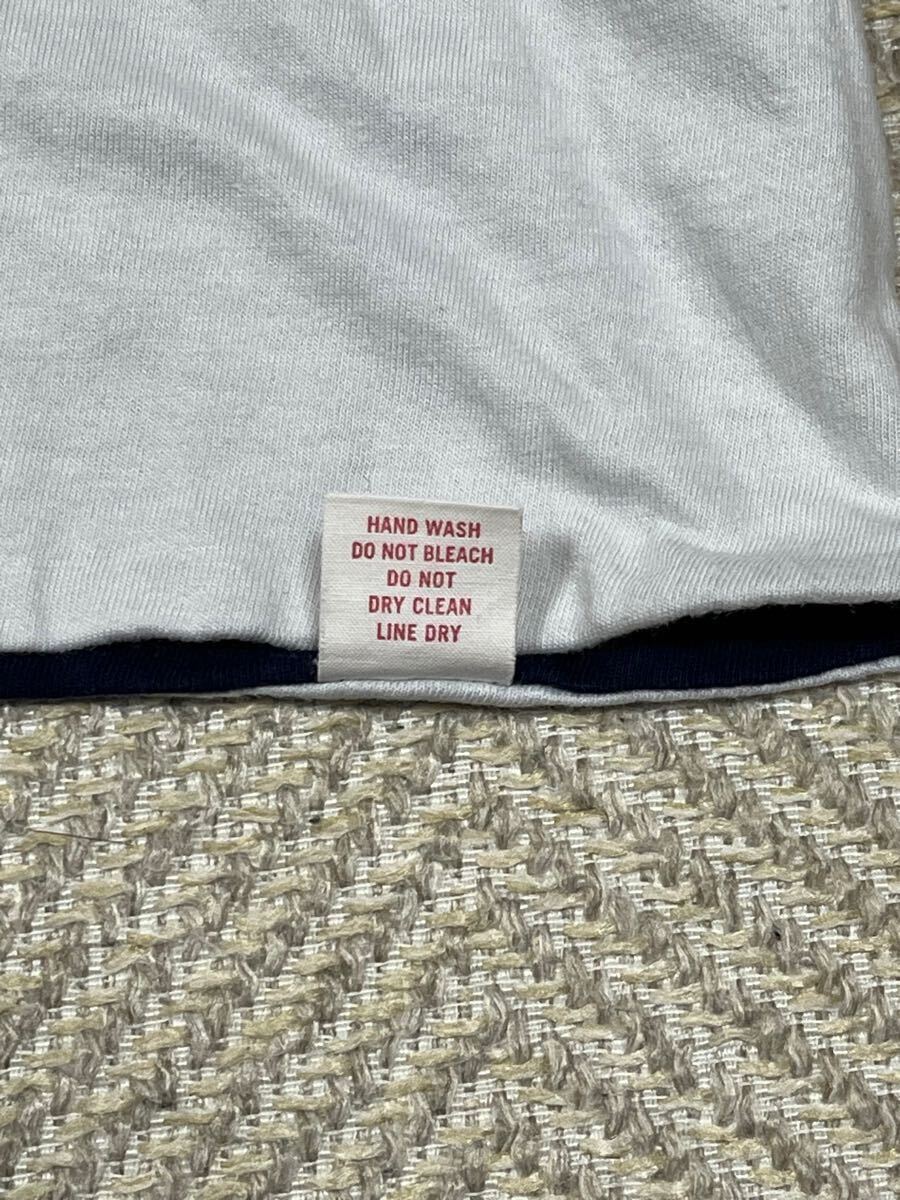 HAND WASH
DO NOT BLEACH
DO NOT
DRY CLEAN
LINE DRY